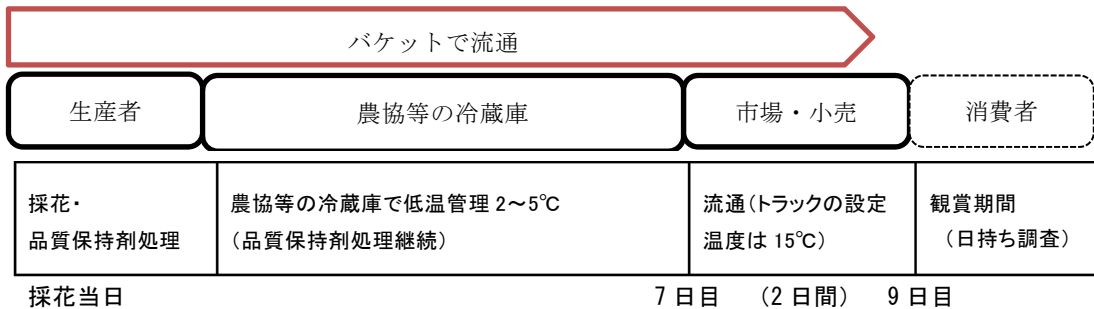 バケットで流通
生産者 農協等の冷蔵庫 市場・小売 消費者
採花・
品質保持剤処理
農協等の冷蔵庫で低温管理 2～5℃
（品質保持剤処理継続）
流通（トラックの設定
温度は 15℃）
観賞期間
（日持ち調査）
採花当日 7 日目 （2 日間） 9 日目